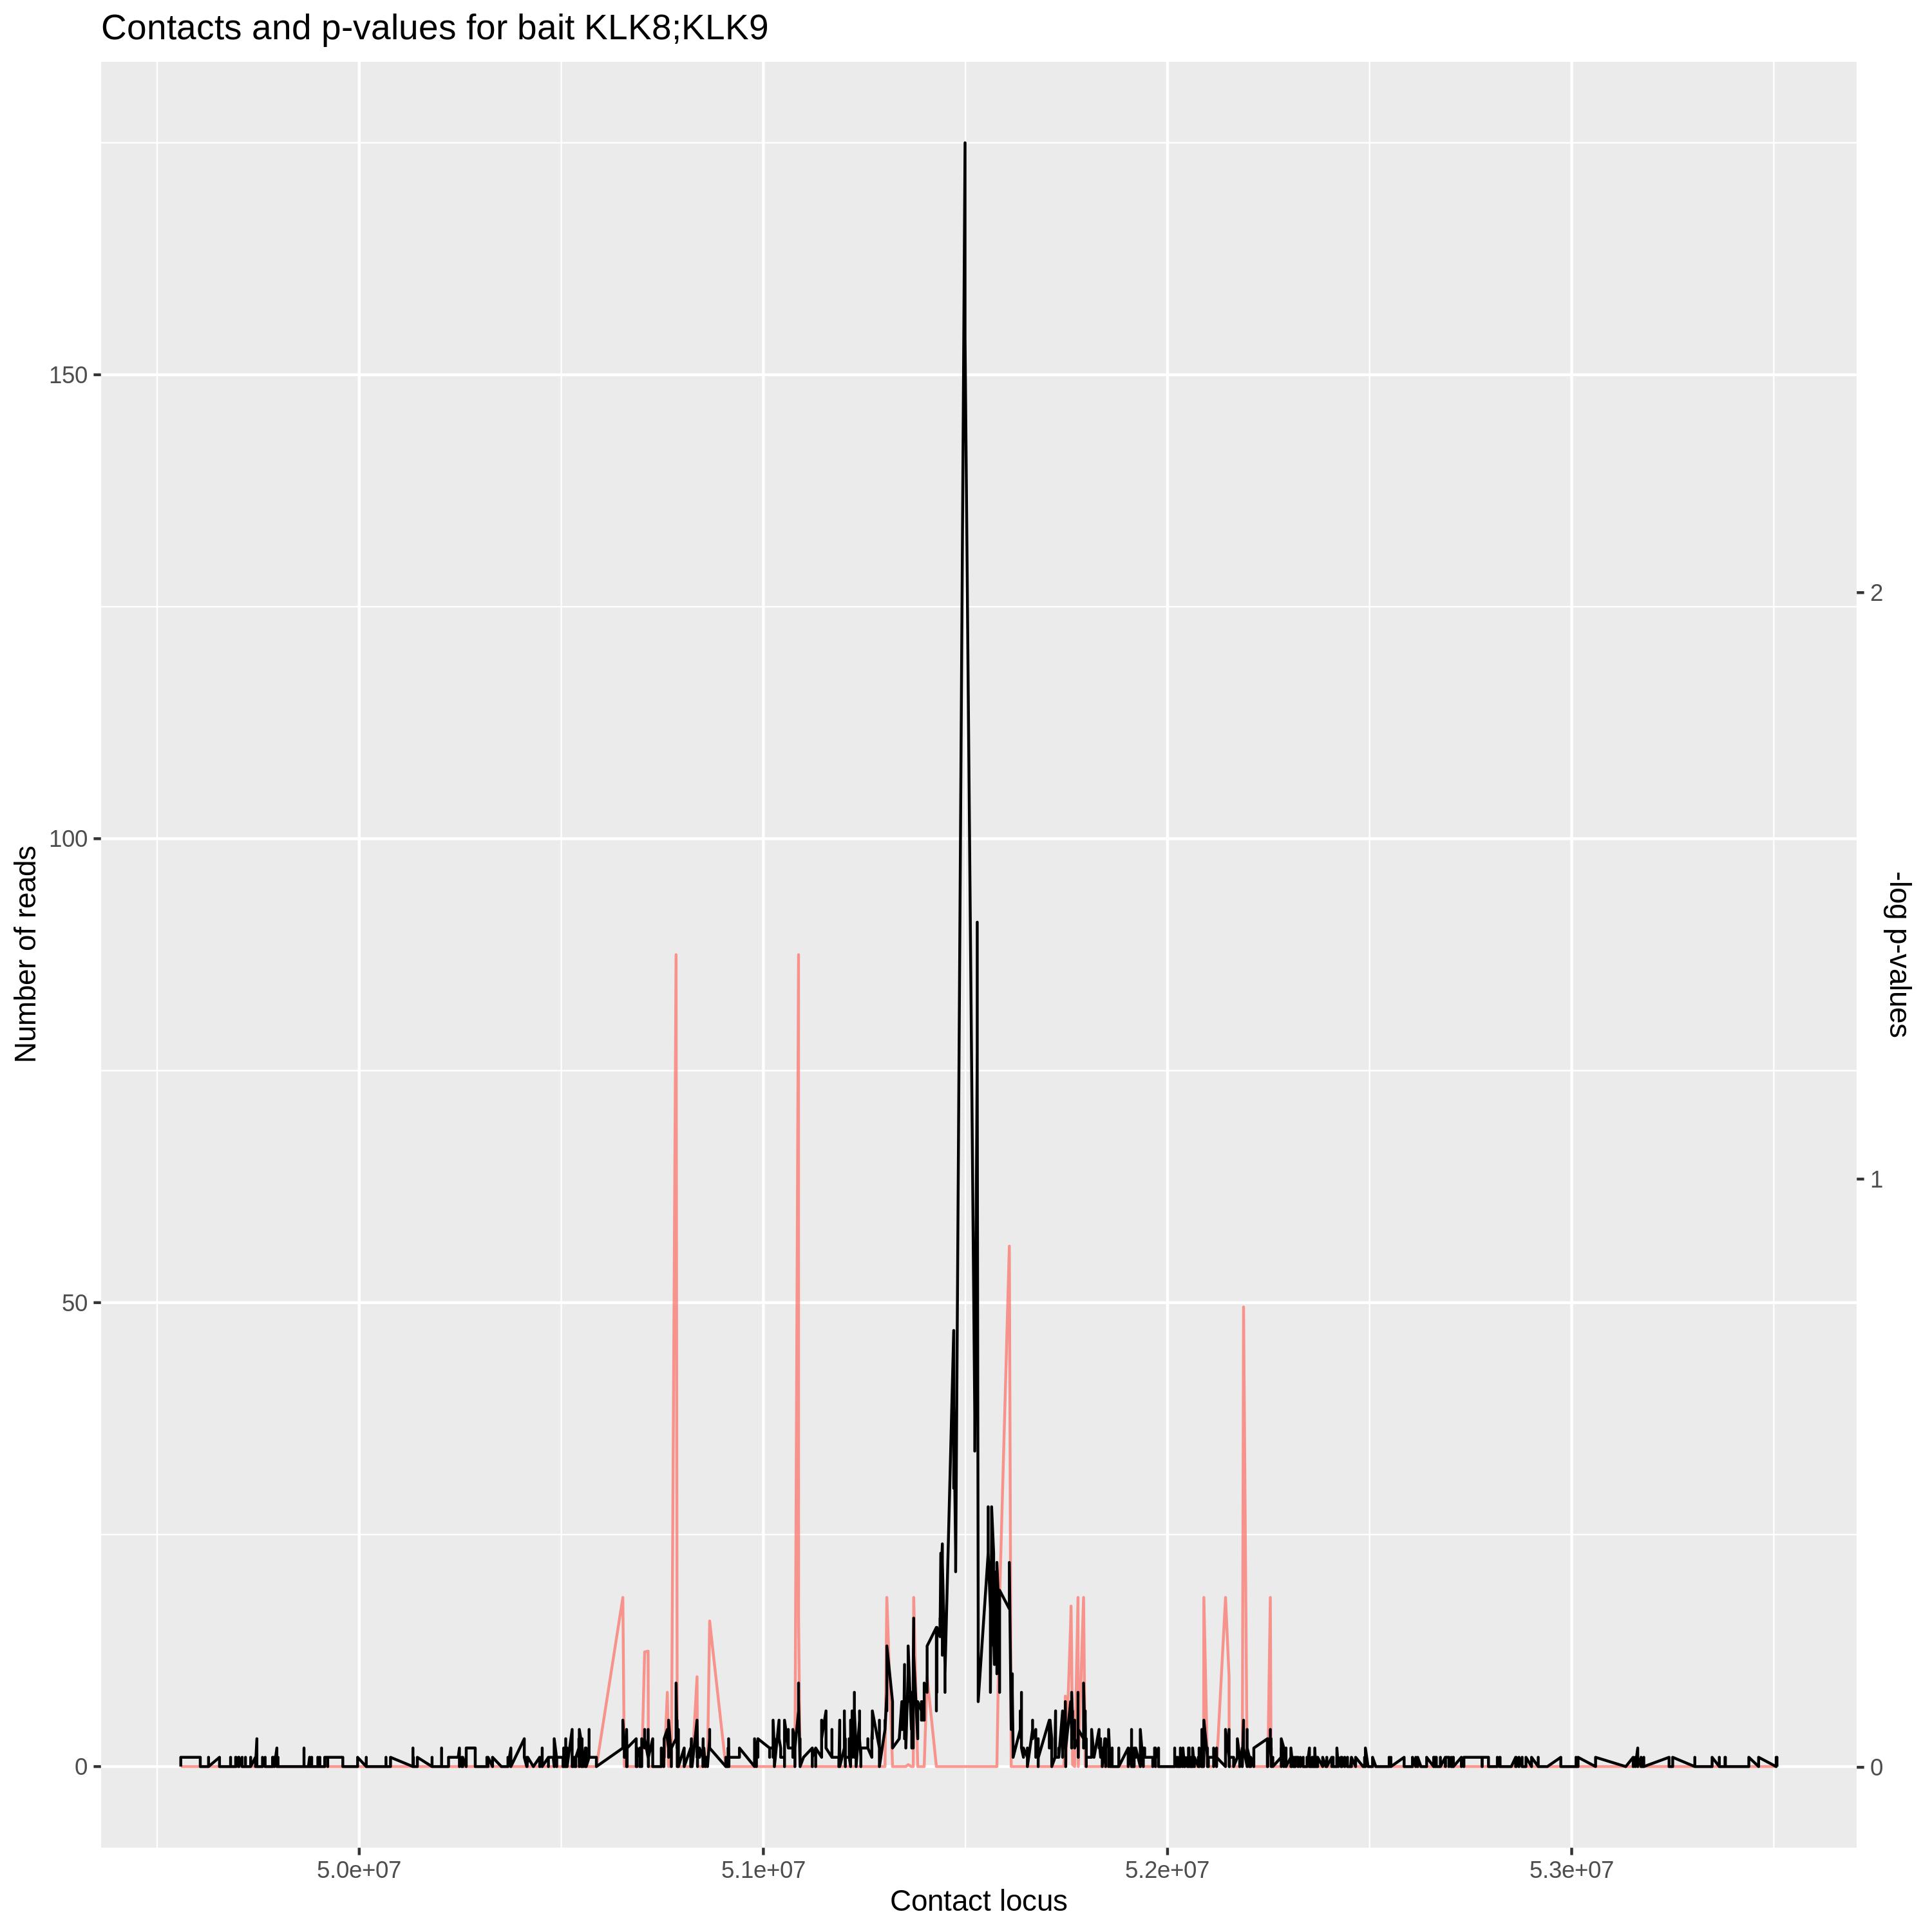 Contacts and p-values for bait KLK8;KLK9
150
100
50
0
Number of reads
2
1
0
-log p-values
5.0e+07
5.1e+07
5.2e+07
5.3e+07
Contact locus